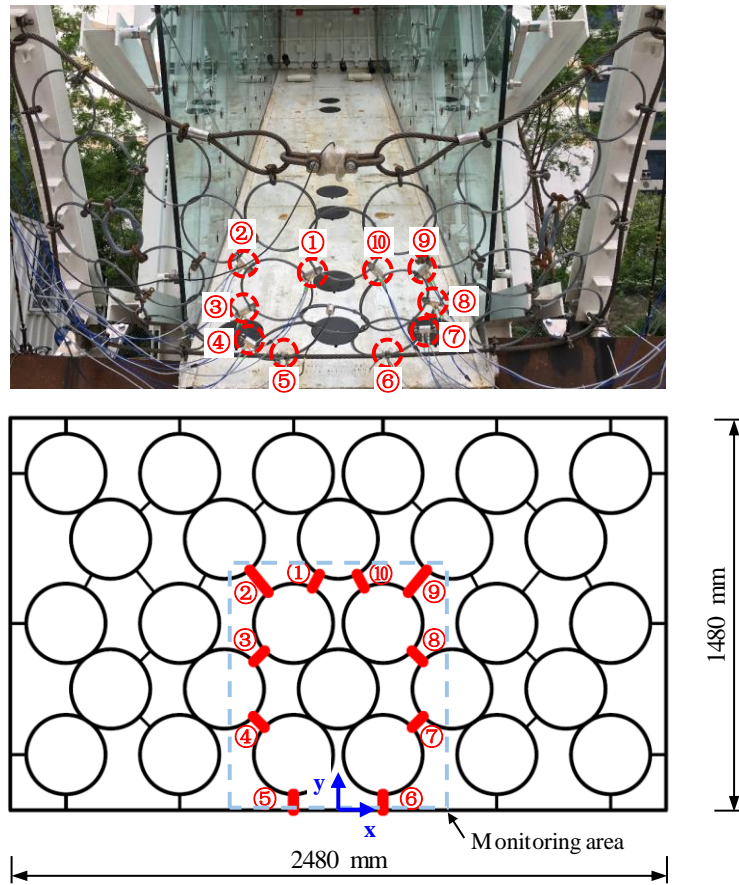 ② ① ⑩ ⑨
③ ⑧
④ ⑦
⑤ ⑥
① ⑩
② ⑨
③ ⑧
④ ⑦
⑤ y ⑥
x
Monitoring area
1480 mm
2480 mm